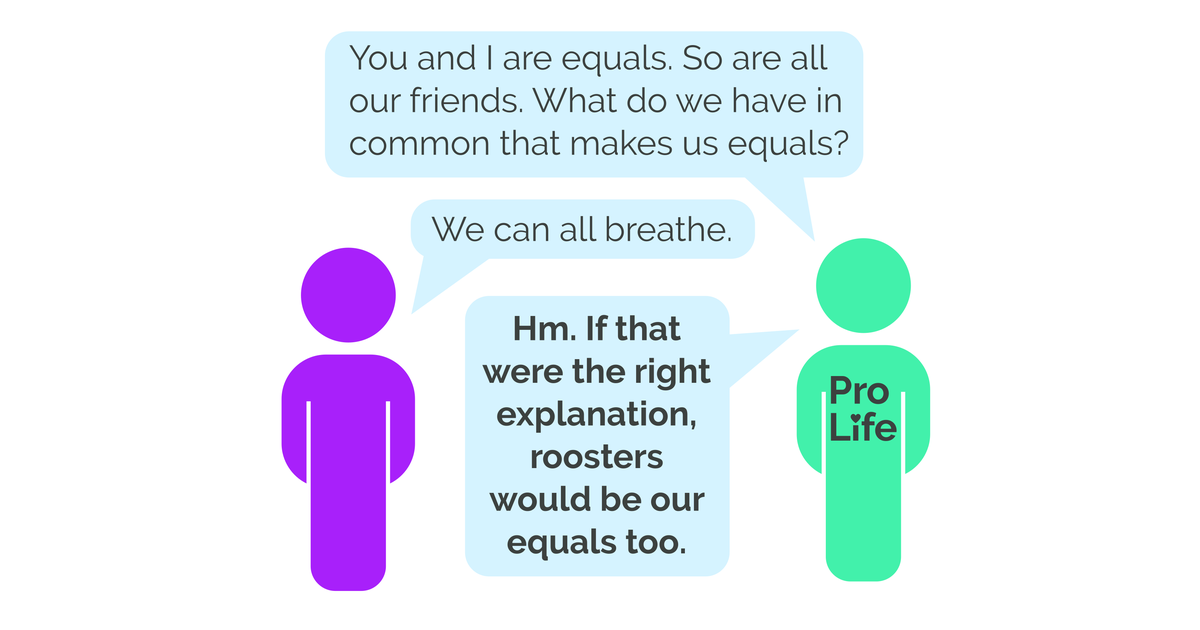 You and I are equals. So are all
our friends. What do we have in
common that makes us equals?
We can all breathe.
Hm. If that
were the right
explanation,
roosters
would be our
equals too.
Pro
Life